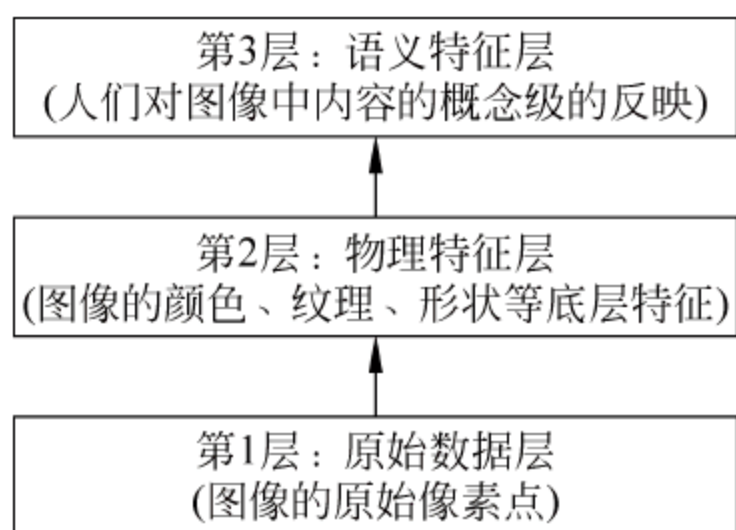 第3层：语义特征层
(人们对图像中内容的概念级的反映)
第2层：物理特征层
(图像的颜色、纹理、形状等底层特征)
第1层：原始数据层
(图像的原始像素点)